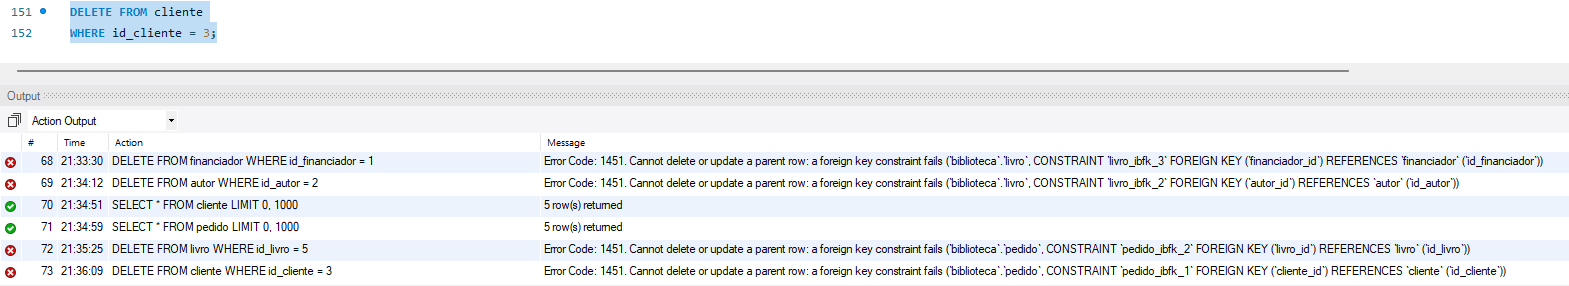 151 DELETE FROM cliente
152 WHERE id_cliente = 3;
Output
Action Output
# Time Action Message
68 21:33:30 DELETE FROM financiador WHERE id_financiador = 1 Error Code: 1451. Cannot delete or update a parent row: a foreign key constraint fails (`biblioteca`.`livro`, CONSTRAINT `livro_ibfk_3` FOREIGN KEY (`financiador_id`) REFERENCES `financiador` (`id_financiador`))
69 21:34:12 DELETE FROM autor WHERE id_autor = 2 Error Code: 1451. Cannot delete or update a parent row: a foreign key constraint fails (`biblioteca`.`livro`, CONSTRAINT `livro_ibfk_2` FOREIGN KEY (`autor_id`) REFERENCES `autor` (`id_autor`))
70 21:34:51 SELECT * FROM cliente LIMIT 0, 1000 5 row(s) returned
71 21:34:59 SELECT * FROM pedido LIMIT 0, 1000 5 row(s) returned
72 21:35:25 DELETE FROM livro WHERE id_livro = 5 Error Code: 1451. Cannot delete or update a parent row: a foreign key constraint fails (`biblioteca`.`pedido`, CONSTRAINT `pedido_ibfk_2` FOREIGN KEY (`livro_id`) REFERENCES `livro` (`id_livro`))
73 21:36:09 DELETE FROM cliente WHERE id_cliente = 3 Error Code: 1451. Cannot delete or update a parent row: a foreign key constraint fails (`biblioteca`.`pedido`, CONSTRAINT `pedido_ibfk_1` FOREIGN KEY (`cliente_id`) REFERENCES `cliente` (`id_cliente`))